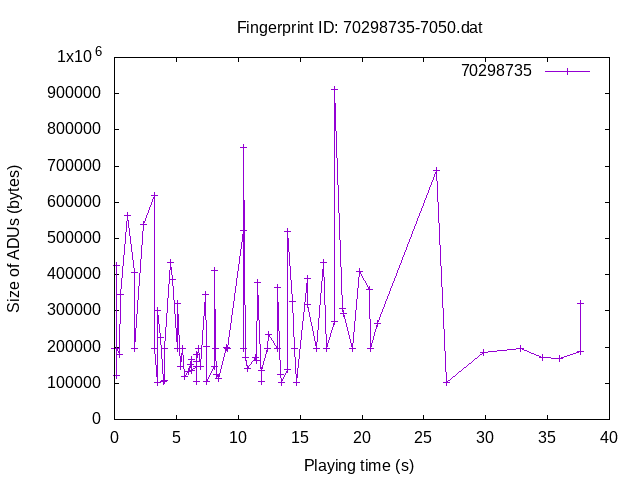 Fingerprint ID: 70298735-7050.dat
1x10^6
70298735
900000
800000
700000
600000
500000
400000
300000
200000
100000
0
Size of ADUs (bytes)
0 5 10 15 20 25 30 35 40
Playing time (s)